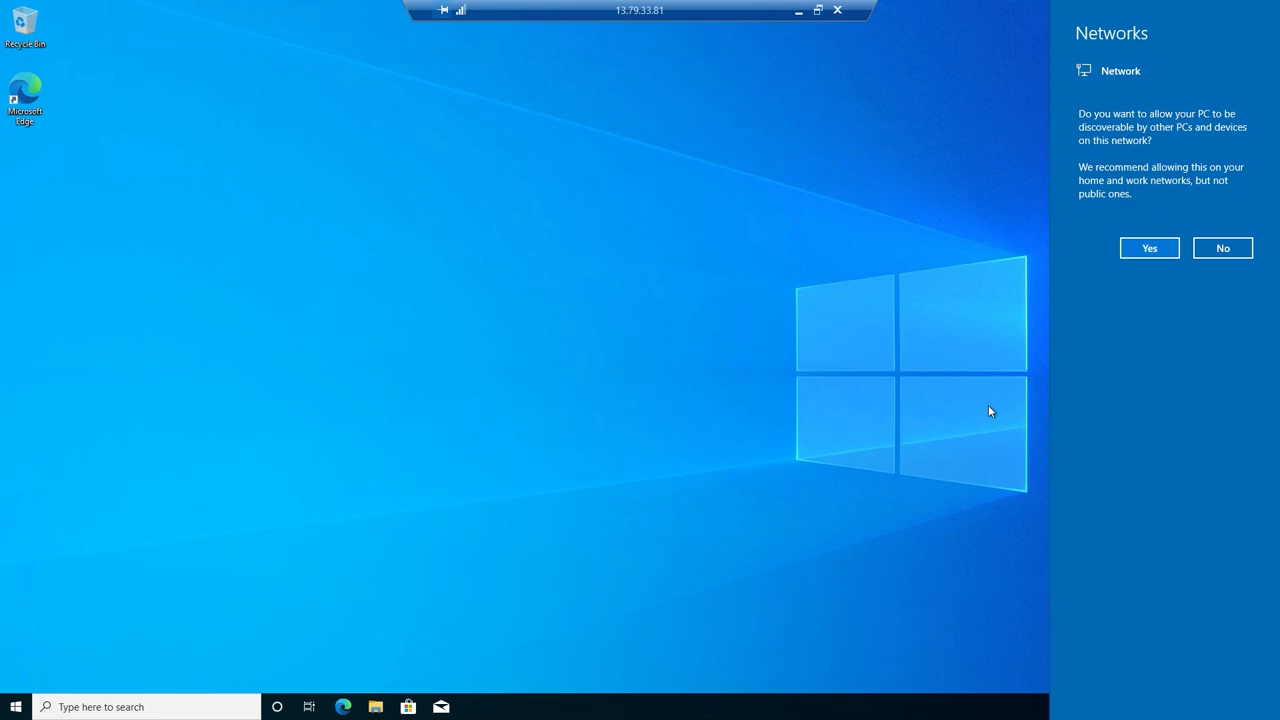 13.79.33.81
Recycle Bin
Microsoft
Edge
Networks
Network
Do you want to allow your PC to be
discoverable by other PCs and devices
on this network?
We recommend allowing this on your
home and work networks, but not
public ones.
Yes
No
Type here to search